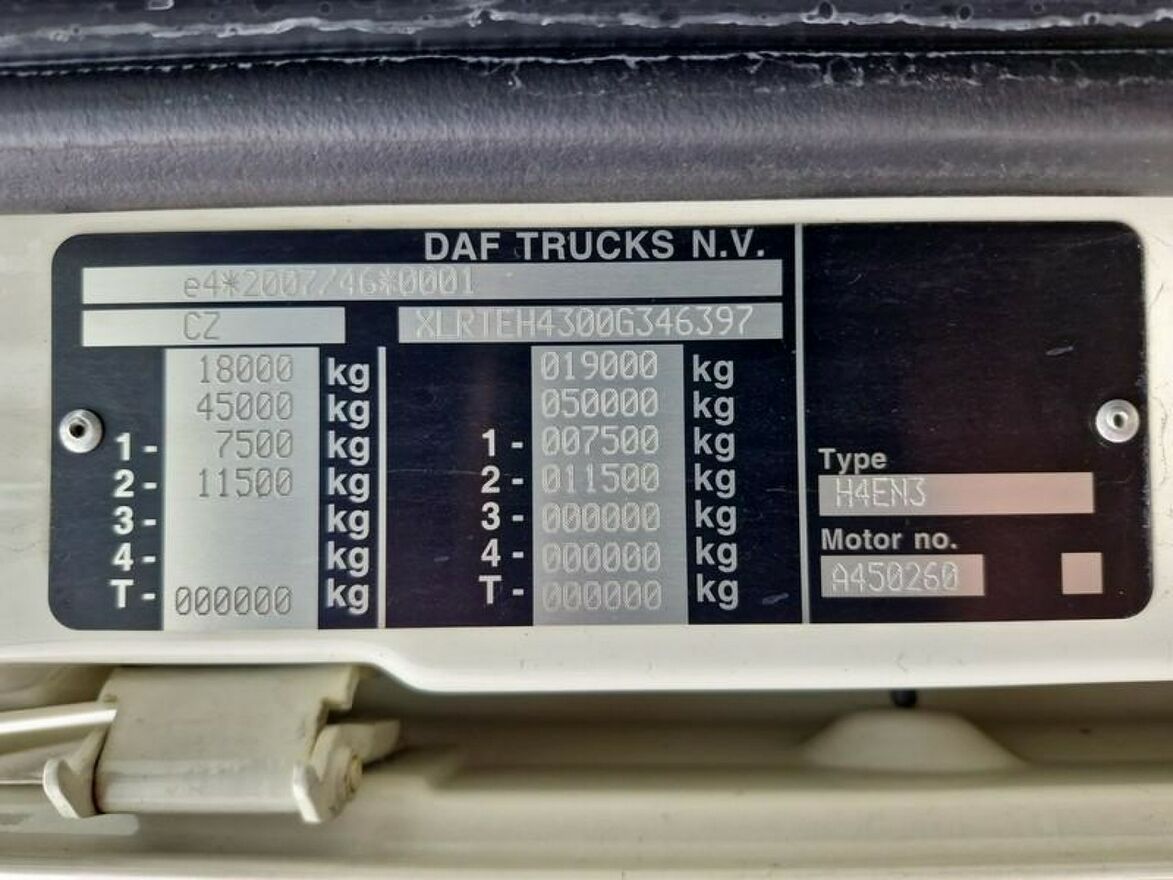 DAF TRUCKS N.V.
e4*2007/46*0001
CZ XLRTEH4300G346397
18000 kg 019000 kg
45000 kg 050000 kg
1 - 7500 kg 1 - 007500 kg
2 - 11500 kg 2 - 011500 kg
3 - kg 3 - 000000 kg
4 - kg 4 - 000000 kg
T - 000000 kg T - 000000 kg
Type
H4EN3
Motor no.
A450260